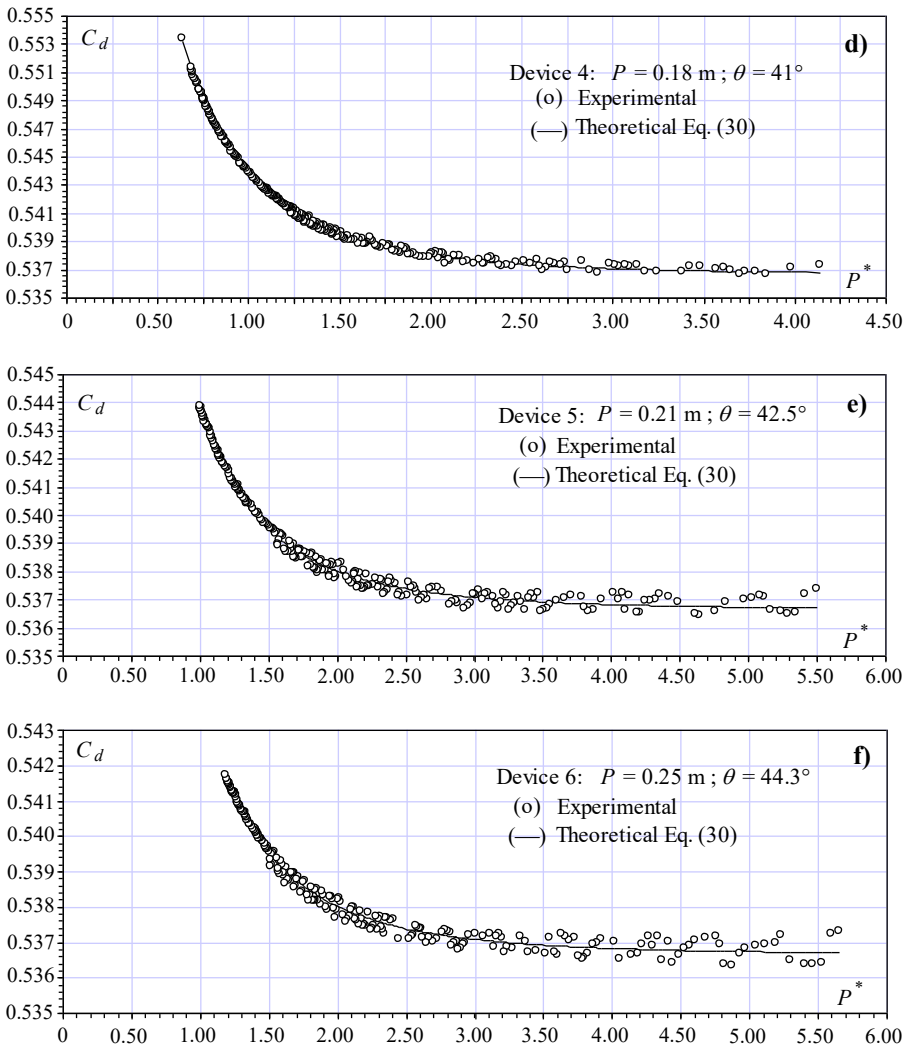 0.555
C d
d)
0.553
Device 4: P = 0.18 m ; θ = 41°
0.551
(o) Experimental
0.549
(—) Theoretical Eq. (30)
0.547
0.545
0.543
0.541
0.539
0.537
P*
0.535
0 0.50 1.00 1.50 2.00 2.50 3.00 3.50 4.00 4.50
0.545
C d
e)
0.544
Device 5: P = 0.21 m ; θ = 42.5°
0.543
(o) Experimental
0.542
(—) Theoretical Eq. (30)
0.541
0.540
0.539
0.538
0.537
0.536
P*
0.535
0 0.50 1.00 1.50 2.00 2.50 3.00 3.50 4.00 4.50 5.00 5.50 6.00
0.543
C d
f)
0.542
Device 6: P = 0.25 m ; θ = 44.3°
0.541
(o) Experimental
0.540
(—) Theoretical Eq. (30)
0.539
0.538
0.537
0.536
P*
0.535
0 0.50 1.00 1.50 2.00 2.50 3.00 3.50 4.00 4.50 5.00 5.50 6.00